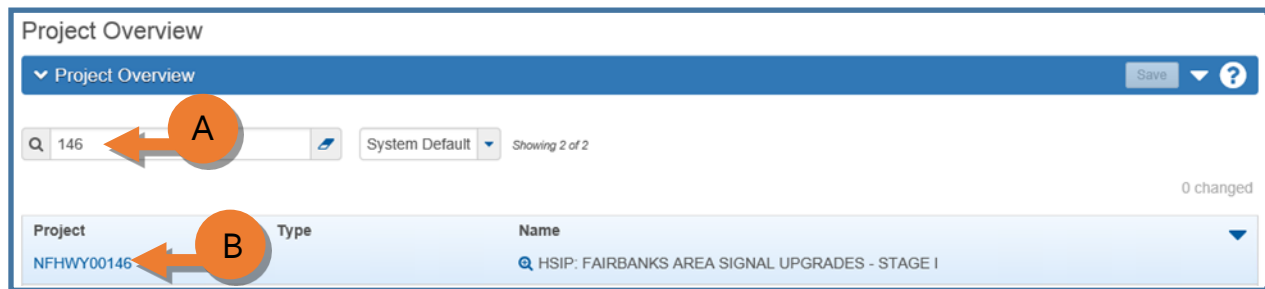 Project Overview
Project Overview
Save ?
146 A System Default Showing 2 of 2
0 changed
Project Type Name
NFHWY00146 B HSIP: FAIRBANKS AREA SIGNAL UPGRADES - STAGE I